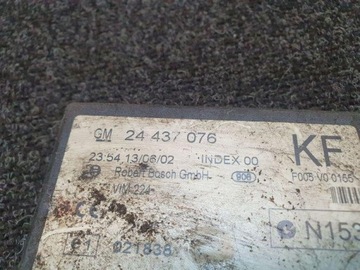 GM 24 437 076
KF
23:54 13/06/02 INDEX 00
Robert Bosch GmbH
F005 V0 0165
VIM-224
N153
e1 021838